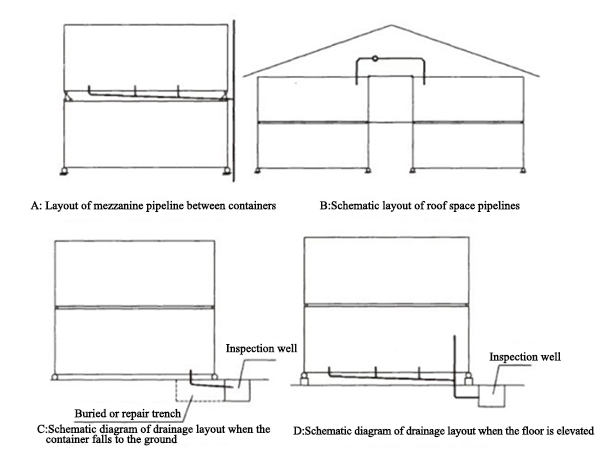 A: Layout of mezzanine pipeline between containers
B:Schematic layout of roof space pipelines
Inspection well
Buried or repair trench
C:Schematic diagram of drainage layout when the
container falls to the ground
Inspection well
D:Schematic diagram of drainage layout when the floor is elevated